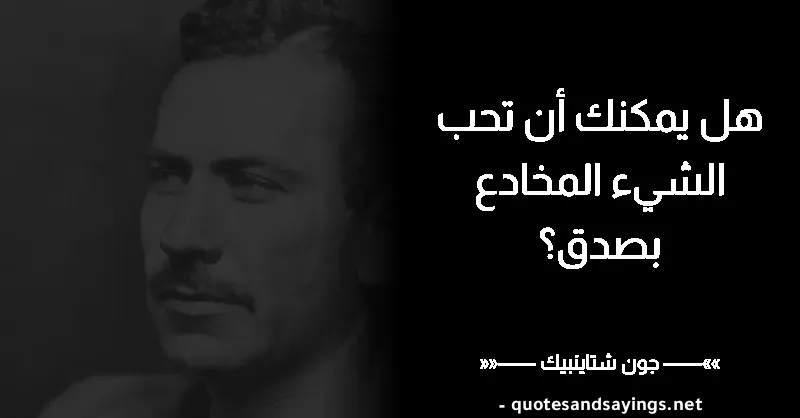 هل يمكنك أن تحب
الشيء المخادع
بصدق؟
»»—— جون شتاينبيك ——««
- quotesandsayings.net